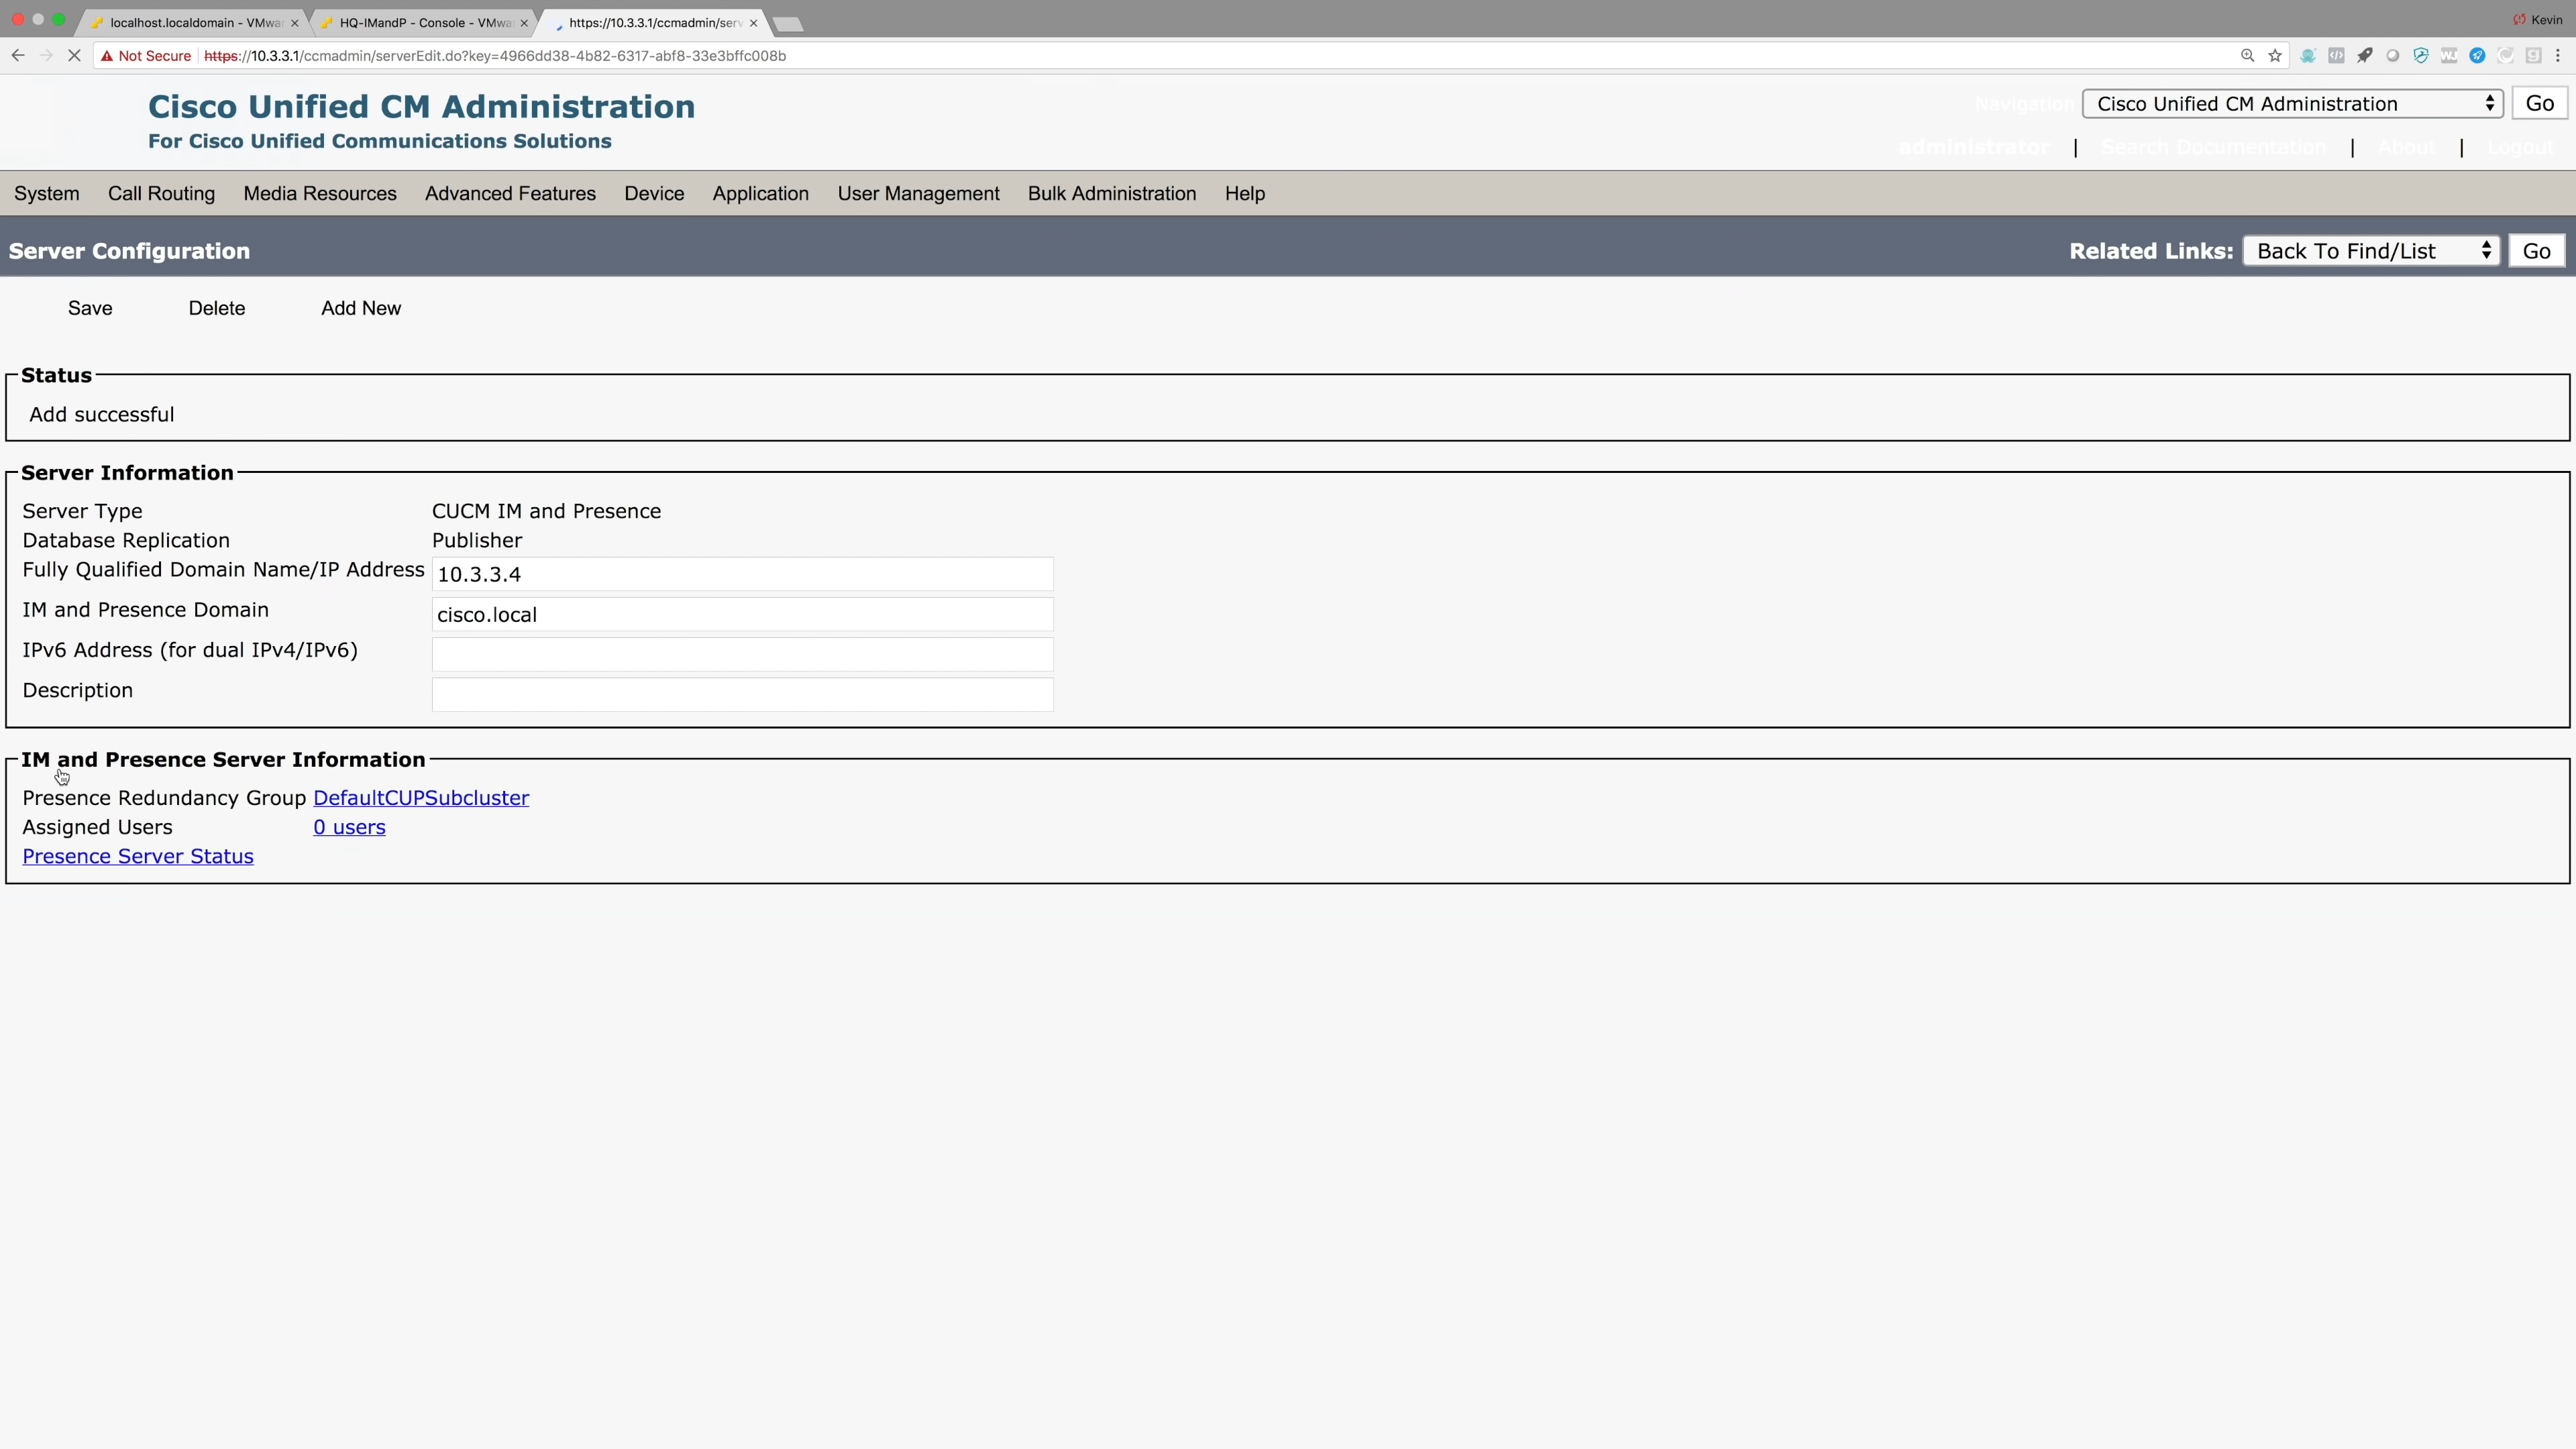 localhost.localdomain - VMwar
HQ-IMandP - Console - VMwa
https://10.3.3.1/ccmadmin/serv
Kevin
Not Secure https://10.3.3.1/ccmadmin/serverEdit.do?key=4966dd38-4b82-6317-abf8-33e3bffc008b
Cisco Unified CM Administration
For Cisco Unified Communications Solutions
Navigation Cisco Unified CM Administration Go
administrator | Search Documentation | About | Logout
System Call Routing Media Resources Advanced Features Device Application User Management Bulk Administration Help
Server Configuration
Related Links: Back To Find/List Go
Save Delete Add New
Status
Add successful
Server Information
Server Type CUCM IM and Presence
Database Replication Publisher
Fully Qualified Domain Name/IP Address 10.3.3.4
IM and Presence Domain cisco.local
IPv6 Address (for dual IPv4/IPv6)
Description
IM and Presence Server Information
Presence Redundancy Group DefaultCUPSubcluster
Assigned Users 0 users
Presence Server Status